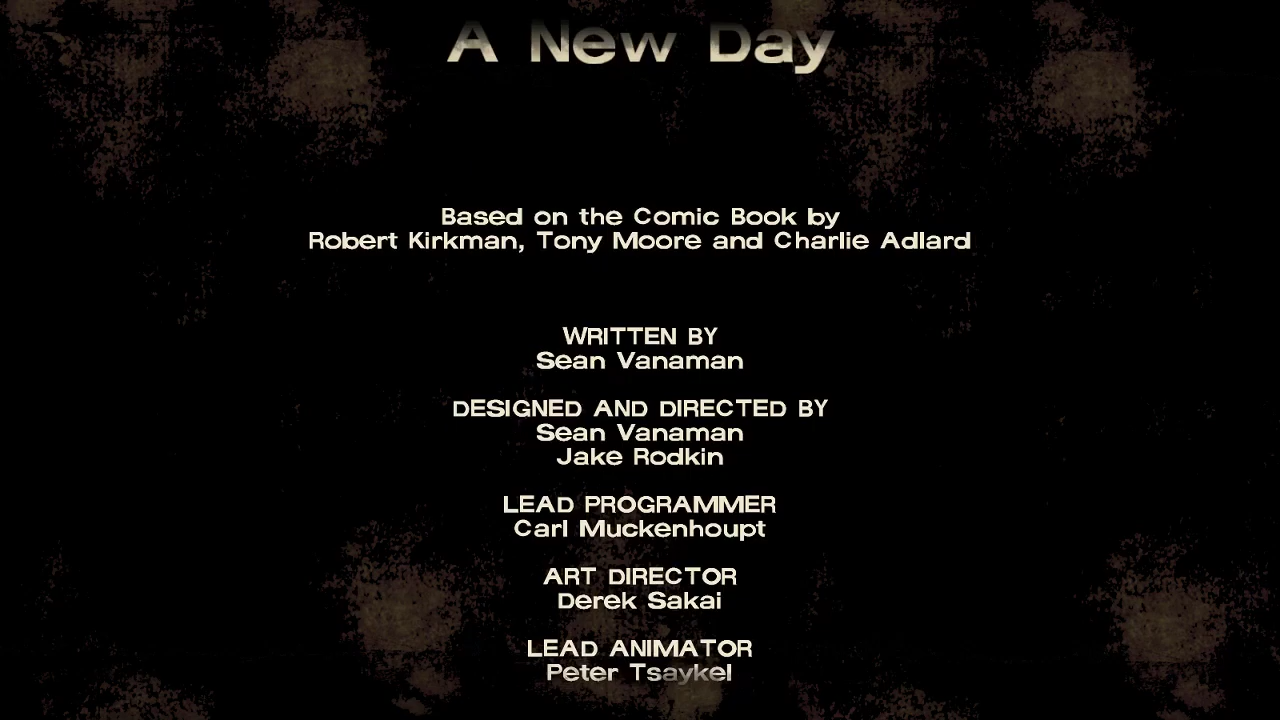 A New Day
Based on the Comic Book by
Robert Kirkman, Tony Moore and Charlie Adlard
WRITTEN BY
Sean Vanaman
DESIGNED AND DIRECTED BY
Sean Vanaman
Jake Rodkin
LEAD PROGRAMMER
Carl Muckenhoupt
ART DIRECTOR
Derek Sakai
LEAD ANIMATOR
Peter Tsaykel